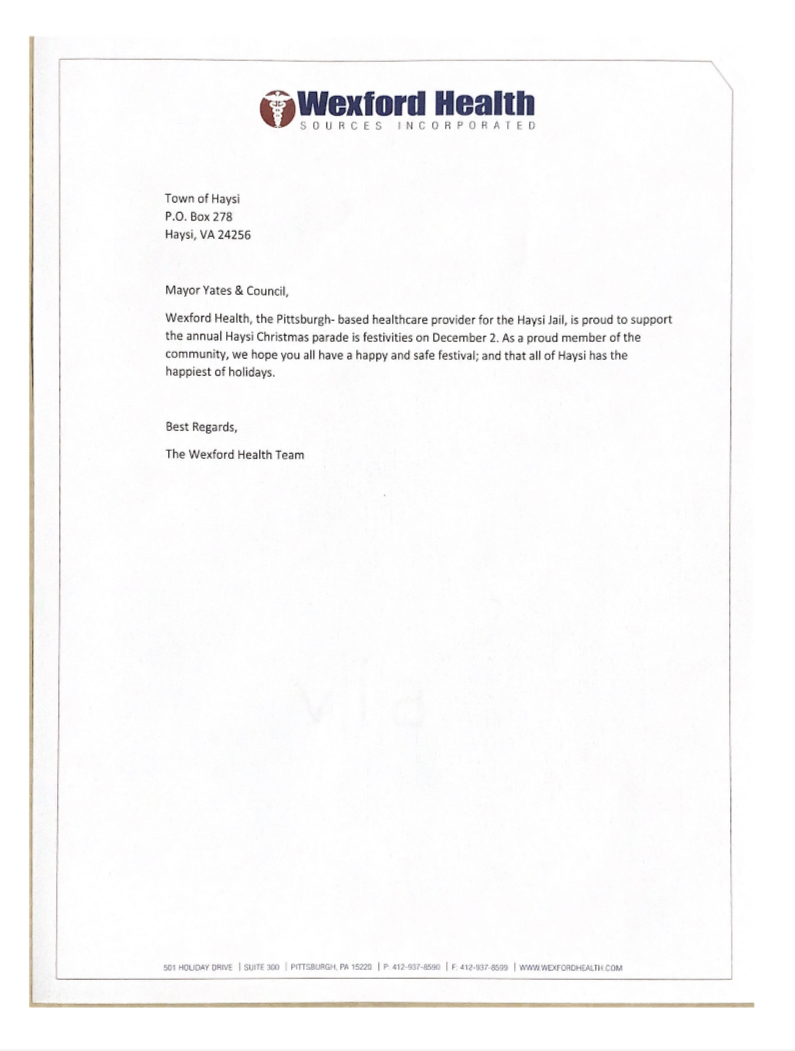 Wexford Health
SOURCES INCORPORATED
Town of Haysi
P.O. Box 278
Haysi, VA 24256
Mayor Yates & Council,
Wexford Health, the Pittsburgh- based healthcare provider for the Haysi Jail, is proud to support
the annual Haysi Christmas parade is festivities on December 2. As a proud member of the
community, we hope you all have a happy and safe festival; and that all of Haysi has the
happiest of holidays.
Best Regards,
The Wexford Health Team
501 HOLIDAY DRIVE | SUITE 300 | PITTSBURGH, PA 15220 | P: 412-937-8590 | F: 412-937-8599 | WWW.WEXFORDHEALTH.COM